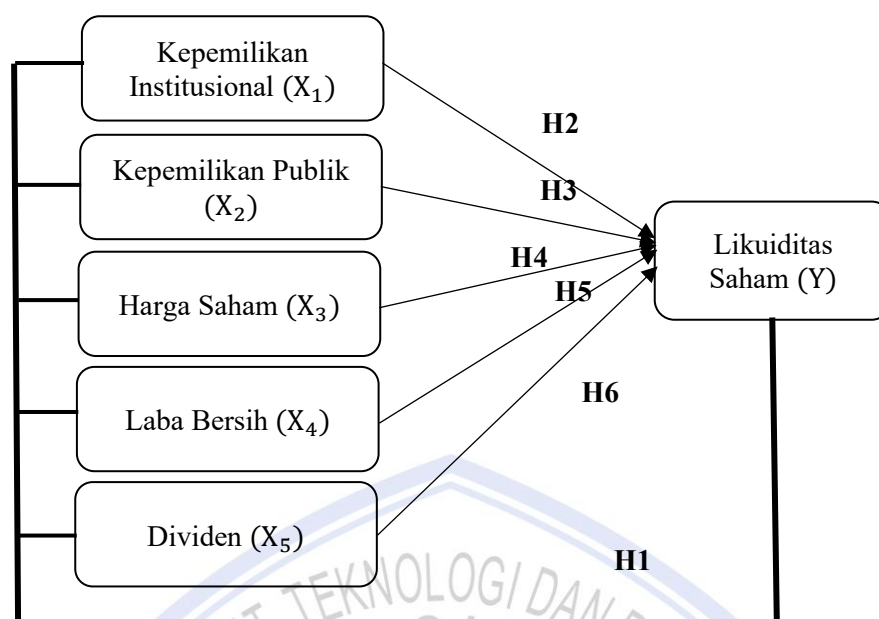 Kepemilikan
Institusional (X₁)
H2
Kepemilikan Publik
(X₂)
H3
Likuiditas
Saham (Y)
H4
Harga Saham (X₃)
H5
Laba Bersih (X₄)
H6
Dividen (X₅)
H1
TEKNOLOGI DAN